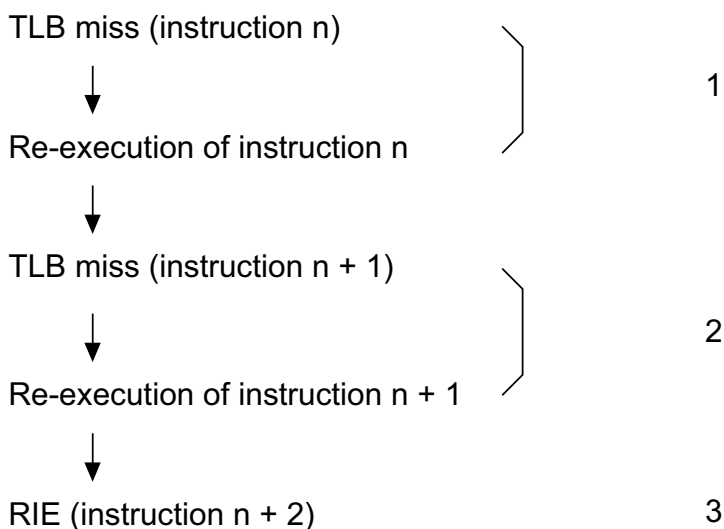 TLB miss (instruction n)
1
Re-execution of instruction n
TLB miss (instruction n + 1)
2
Re-execution of instruction n + 1
RIE (instruction n + 2) 3